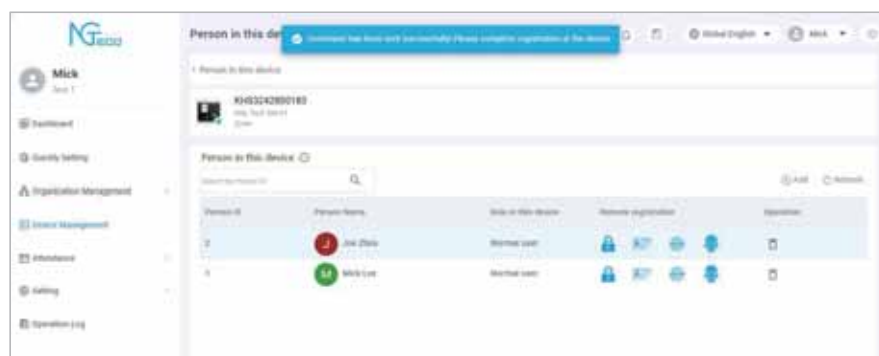 NGTeco
Person in this de
Command has been sent successfully.Please complete registration at the device
Global English
Mick
Mick
< Person in this device
KHS3242800183
Dashboard
Quickly Setting
Person in this device
Organization Management
Add
Refresh
Person ID
Person Name
Role in this device
Remote registration
Operation
Device Management
2
J
Joe Zhou
Normal user
Attendance
1
M
Mick Lue
Normal user
Setting
Operation Log